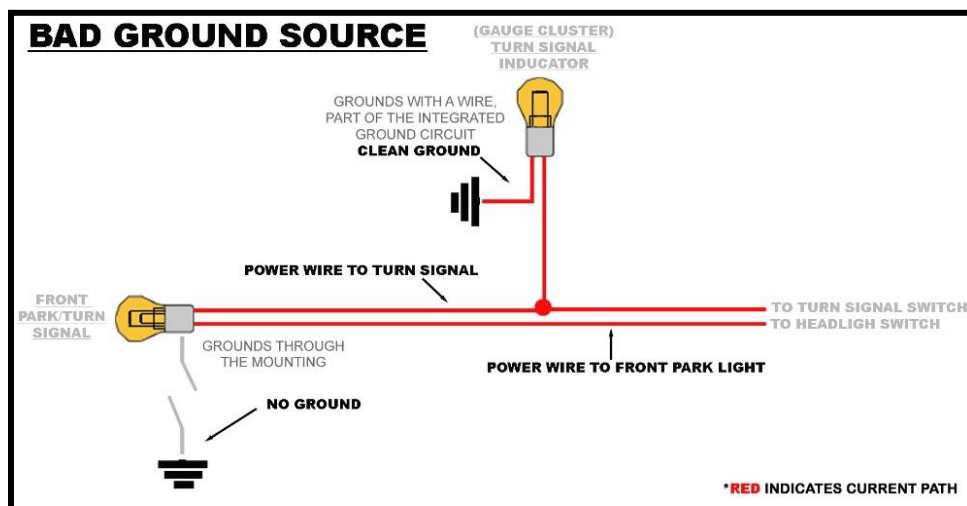 BAD GROUND SOURCE
(GAUGE CLUSTER)
TURN SIGNAL
INDUCATOR
GROUNDS WITH A WIRE,
PART OF THE INTEGRATED
GROUND CIRCUIT
CLEAN GROUND
POWER WIRE TO TURN SIGNAL
FRONT
PARK/TURN
SIGNAL
TO TURN SIGNAL SWITCH
TO HEADLIGH SWITCH
GROUNDS THROUGH
THE MOUNTING
POWER WIRE TO FRONT PARK LIGHT
NO GROUND
*RED INDICATES CURRENT PATH